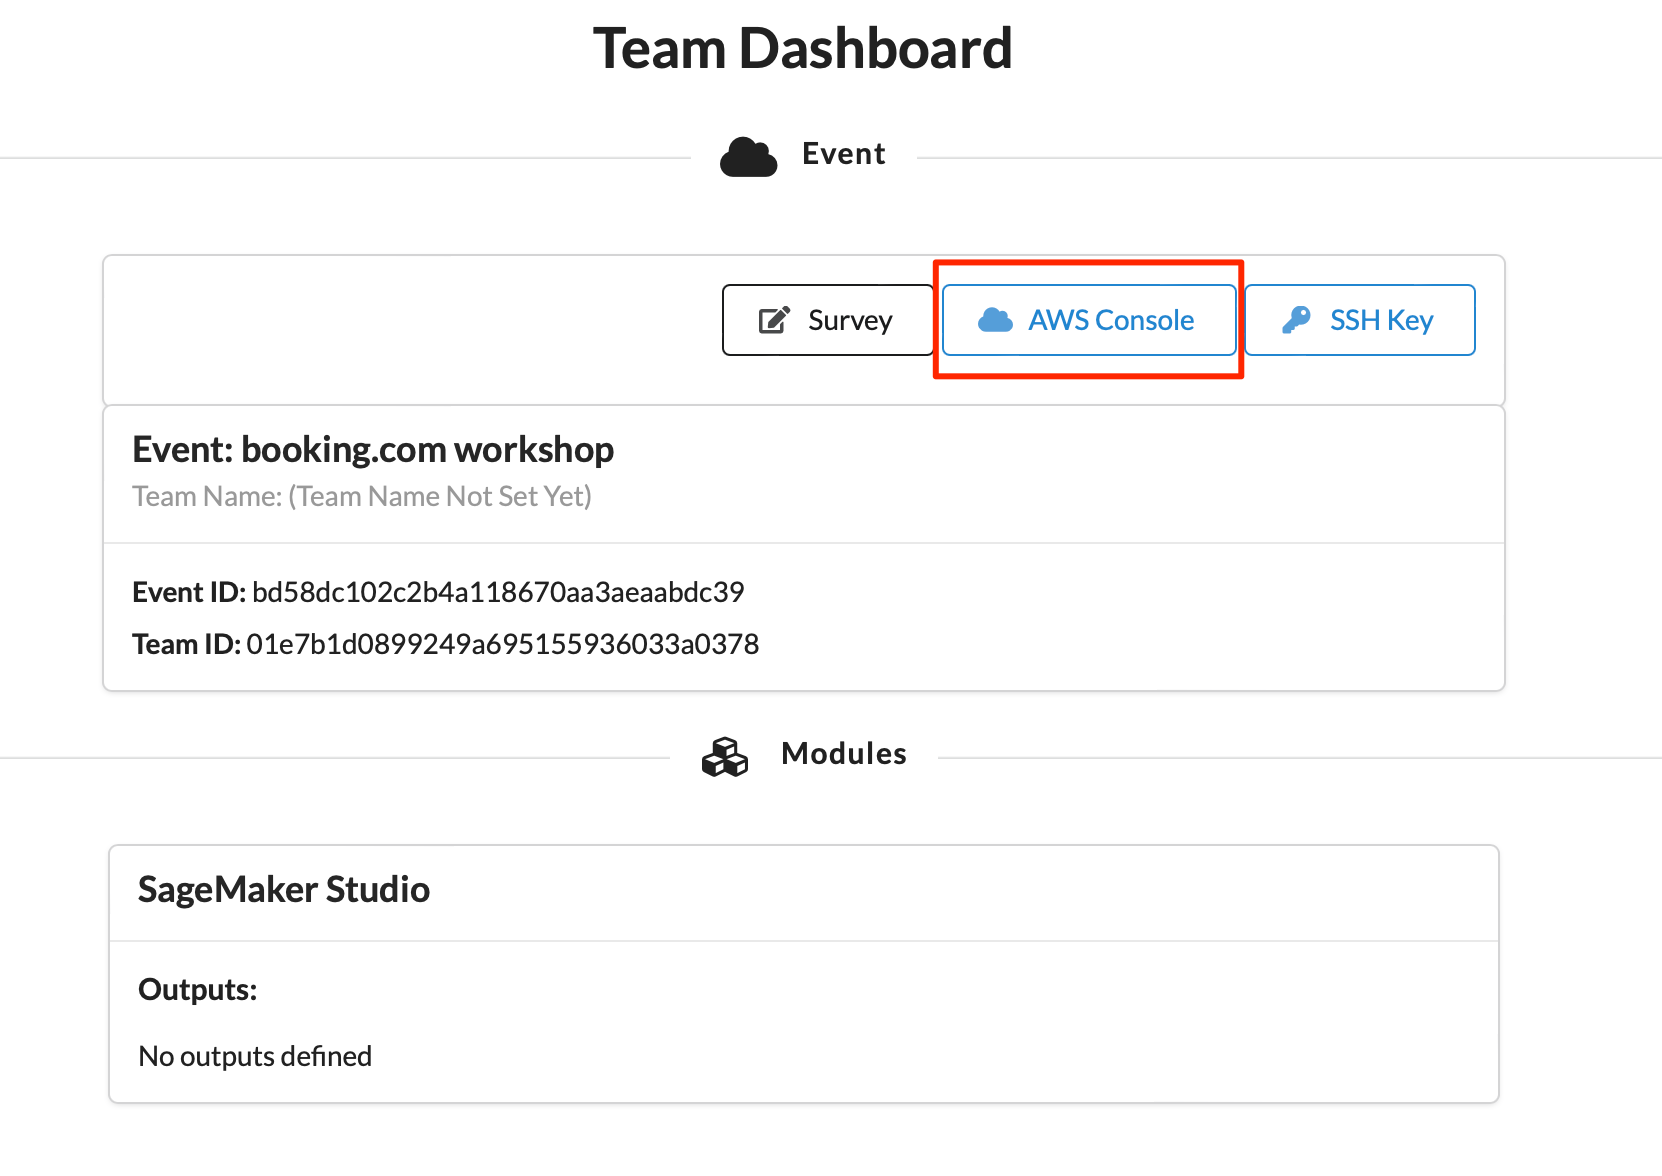 Team Dashboard
Event
Survey
AWS Console
SSH Key
Event: booking.com workshop
Team Name: (Team Name Not Set Yet)
Event ID: bd58dc102c2b4a118670aa3aeaabdc39
Team ID: 01e7b1d0899249a695155936033a0378
Modules
SageMaker Studio
Outputs:
No outputs defined